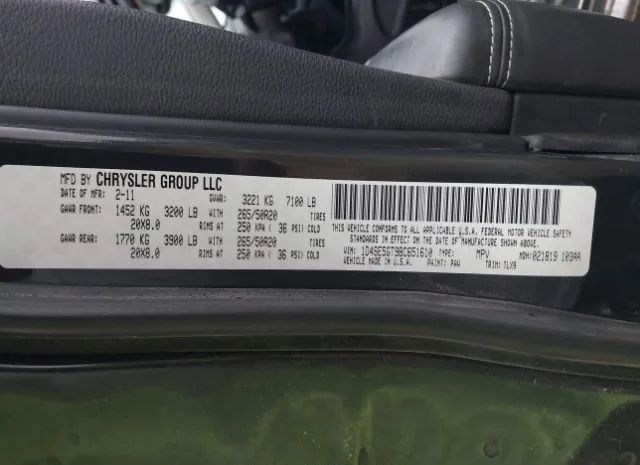 MFD BY CHRYSLER GROUP LLC
DATE OF MFR: 2-11 GVWR: 3221 KG 7100 LB
GAWR FRONT: 1452 KG 3200 LB WITH 265/50R20 TIRES
20X8.0 RIMS AT 250 KPA ( 36 PSI) COLD
GAWR REAR: 1770 KG 3900 LB WITH 265/50R20 TIRES
20X8.0 RIMS AT 250 KPA ( 36 PSI) COLD
THIS VEHICLE CONFORMS TO ALL APPLICABLE U.S.A. FEDERAL MOTOR VEHICLE SAFETY
STANDARDS IN EFFECT ON THE DATE OF MANUFACTURE SHOWN ABOVE.
VIN: 1D4SE5GT9BC651610 TYPE: MPV MDH:021819 103AA
MADE IN U.S.A. PAINT: PAV TRIM: TLX9